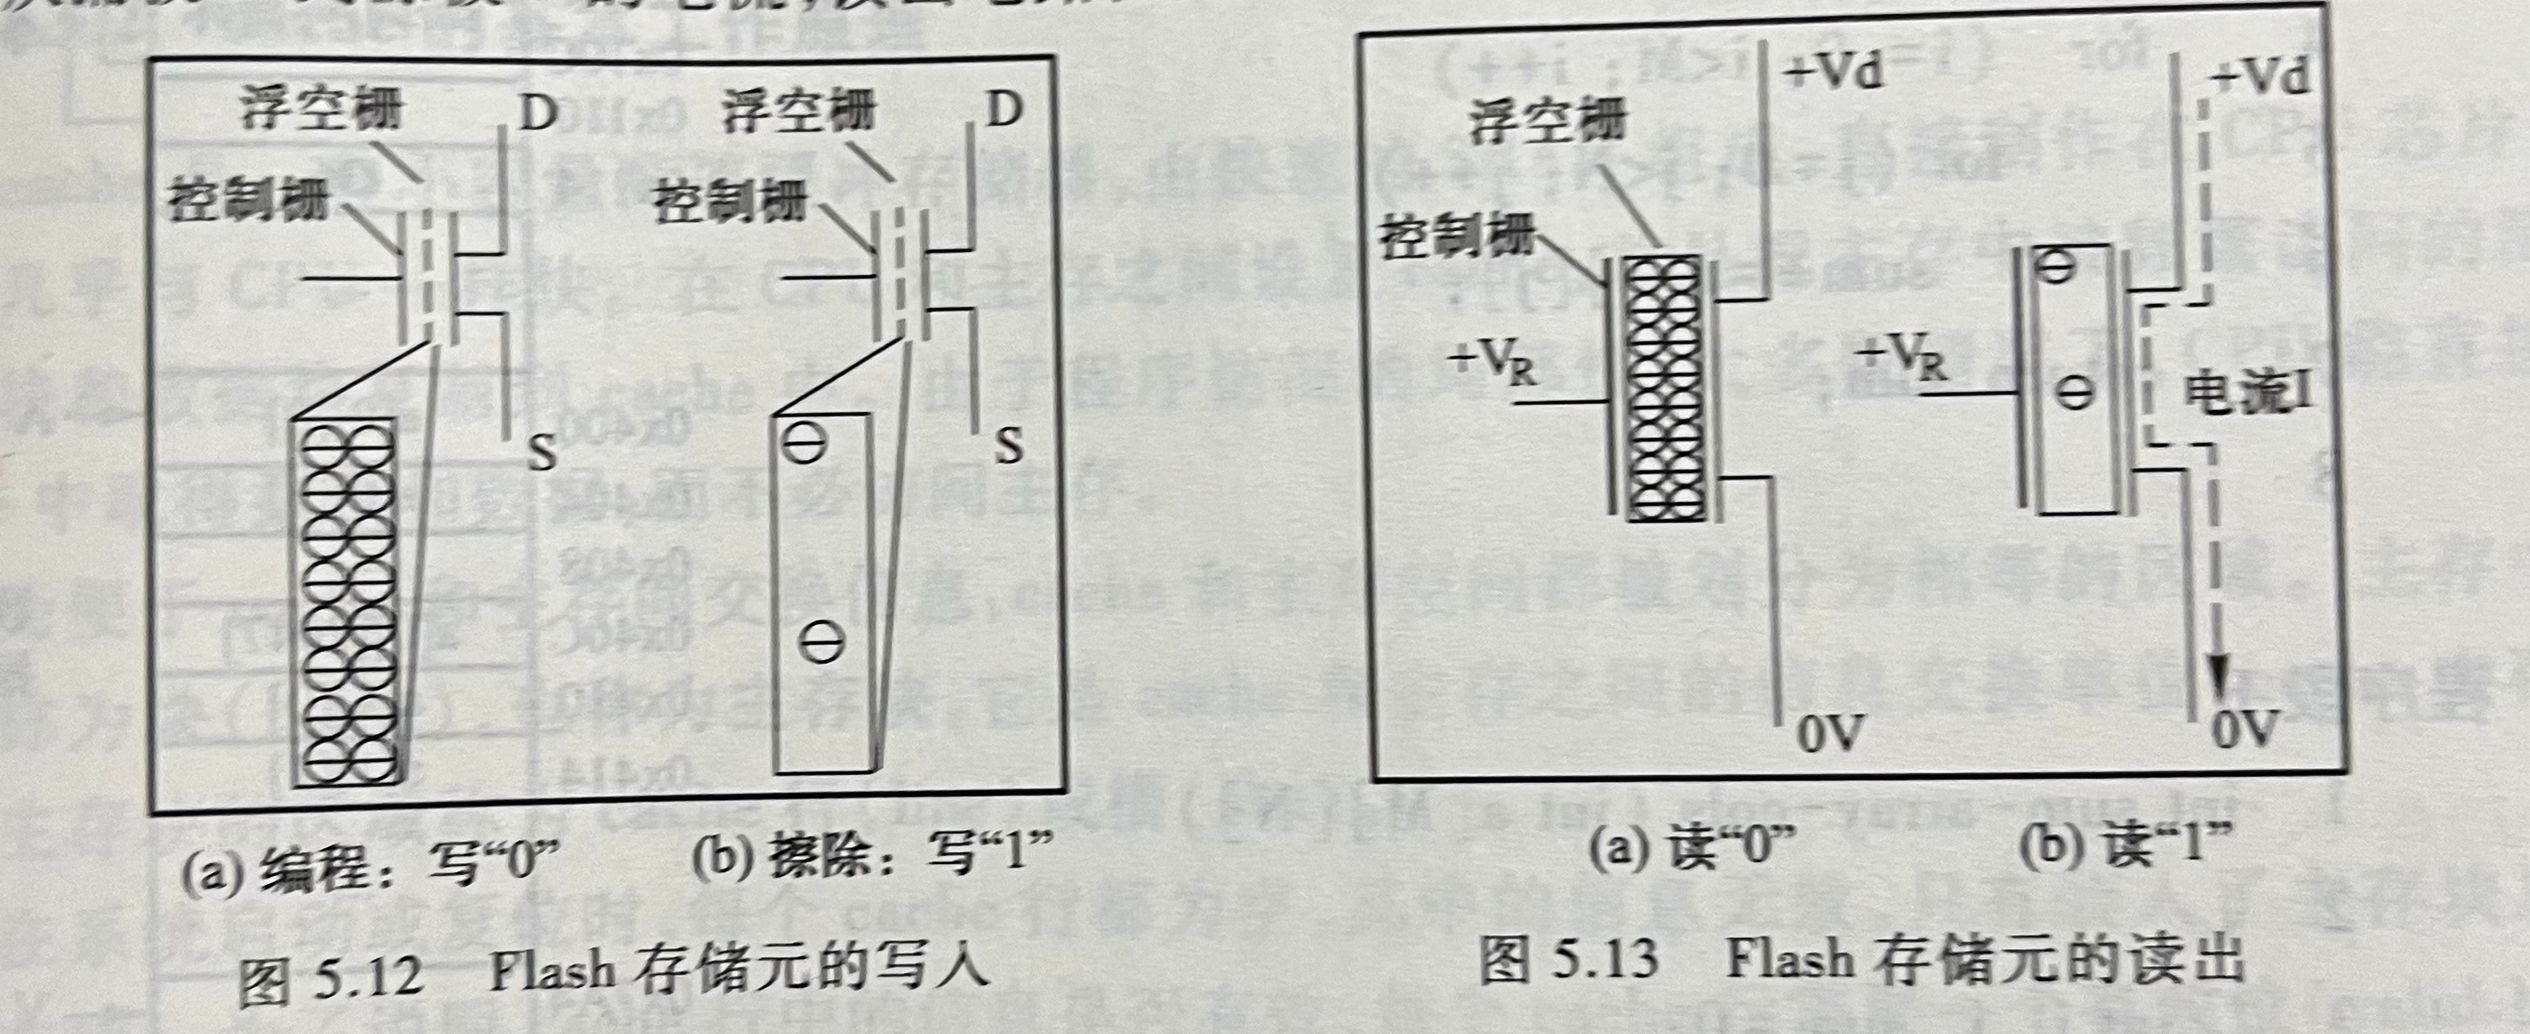 浮空栅
D
控制栅
S
浮空栅
D
控制栅
S
(a) 编程：写“0”
(b) 擦除：写“1”
图 5.12 Flash 存储元的写入
浮空栅
+Vd
控制栅
+VR
0V
+Vd
+VR
电流I
0V
(a) 读“0”
(b) 读“1”
图 5.13 Flash 存储元的读出